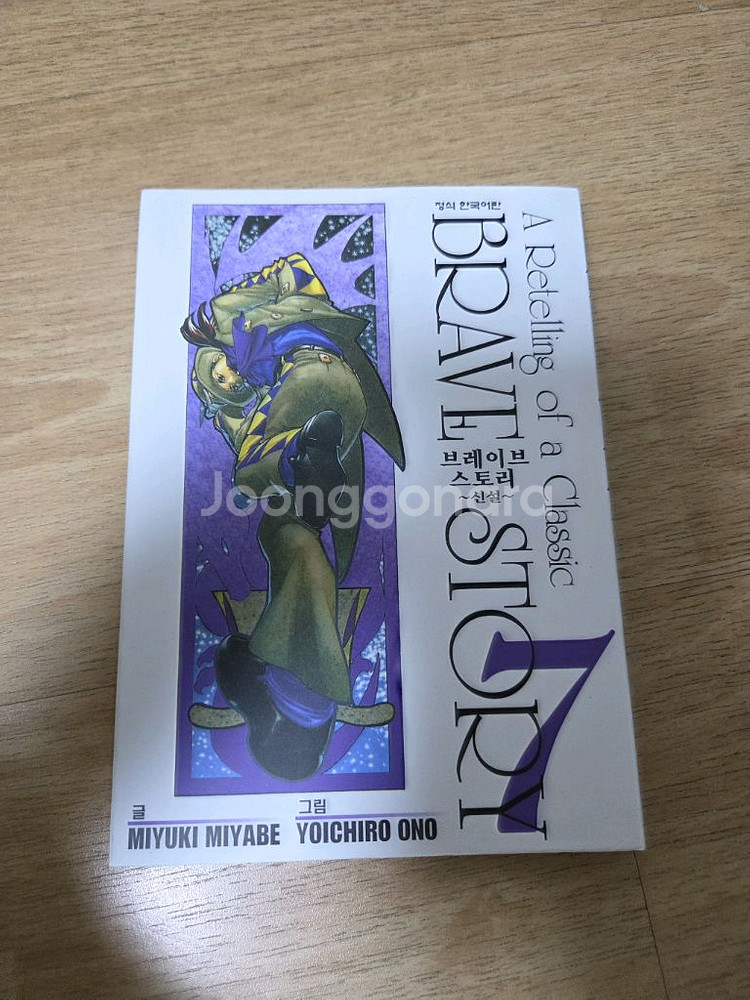 정식 한국어판
A Retelling of a Classic
BRAVE STORY
브레이브
스토리
~신설~
7
Joonggonara
글
MIYUKI MIYABE
그림
YOICHIRO ONO